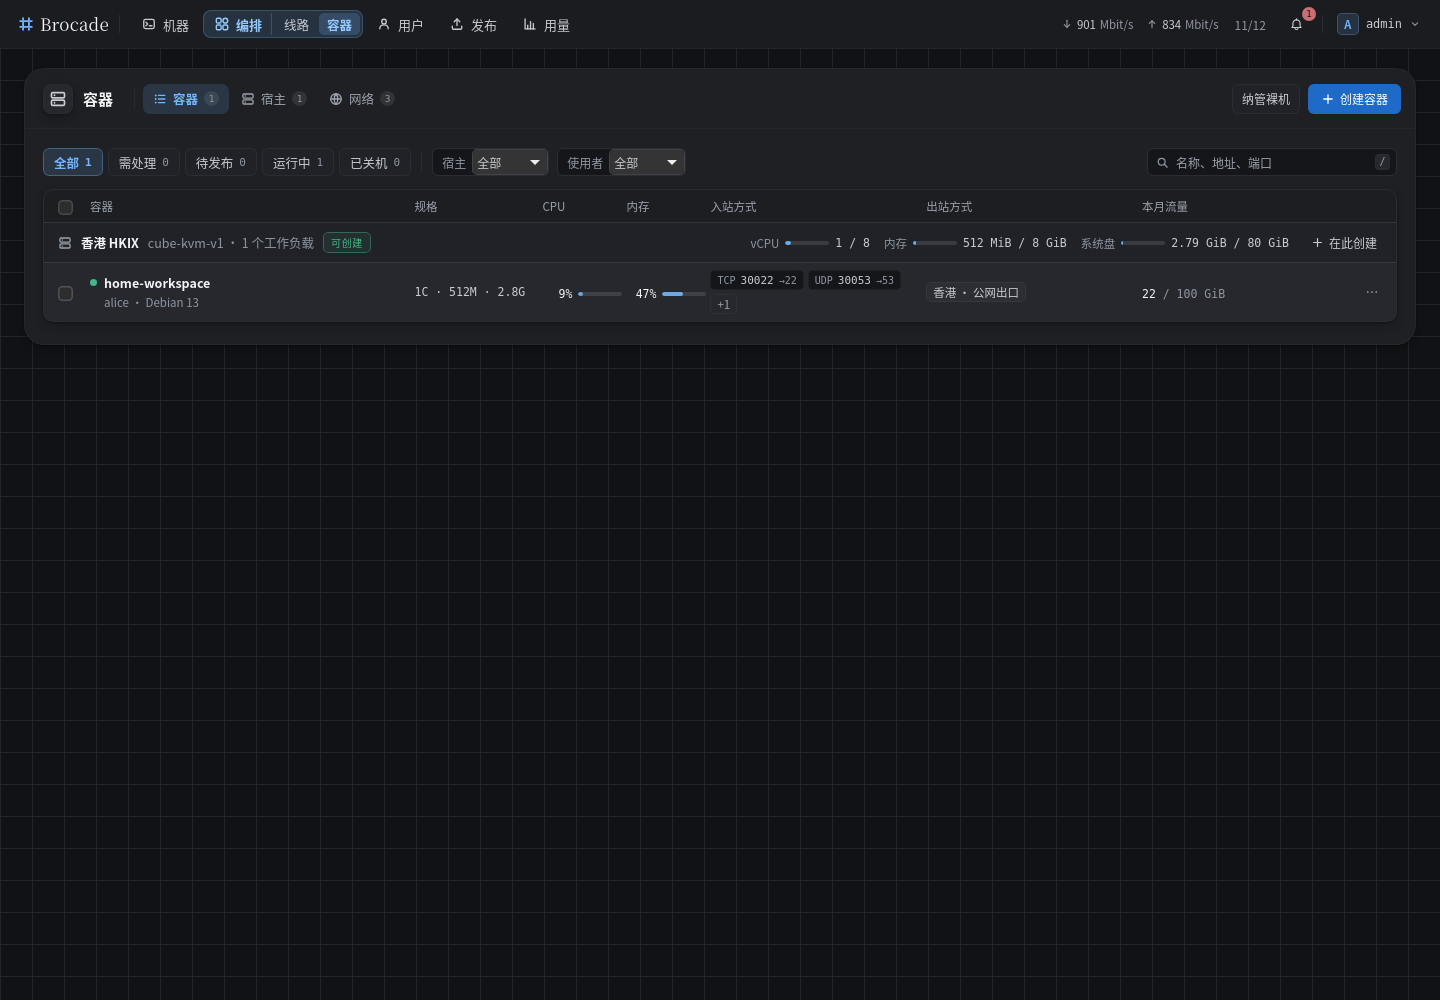 Brocade 机器 编排 线路 容器 用户 发布 用量 901 Mbit/s 834 Mbit/s 11/12 1 A admin
容器 容器 1 宿主 1 网络 3 纳管裸机 创建容器
全部 1 需处理 0 待发布 0 运行中 1 已关机 0 宿主 全部 使用者 全部 名称、地址、端口 /
容器 规格 CPU 内存 入站方式 出站方式 本月流量
香港 HKIX cube-kvm-v1 · 1 个工作负载 可创建 vCPU 1 / 8 内存 512 MiB / 8 GiB 系统盘 2.79 GiB / 80 GiB 在此创建
home-workspace 1C · 512M · 2.8G 9% 47% TCP 30022 →22 UDP 30053 →53 香港 · 公网出口 22 / 100 GiB ···
alice · Debian 13 +1